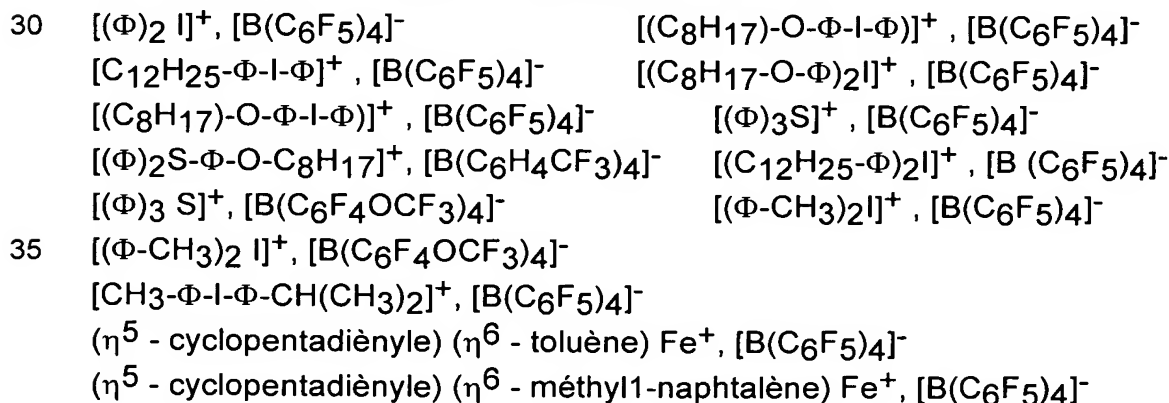 30 [(Φ)2 I]+, [B(C6F5)4]- [(C8H17)-O-Φ-I-Φ)]+ , [B(C6F5)4]-
[C12H25-Φ-I-Φ]+ , [B(C6F5)4]- [(C8H17-O-Φ)2I]+ , [B(C6F5)4]-
[(C8H17)-O-Φ-I-Φ)]+ , [B(C6F5)4]- [(Φ)3S]+ , [B(C6F5)4]-
[(Φ)2S-Φ-O-C8H17]+, [B(C6H4CF3)4]- [(C12H25-Φ)2I]+ , [B (C6F5)4]-
[(Φ)3 S]+, [B(C6F4OCF3)4]- [(Φ-CH3)2I]+ , [B(C6F5)4]-
35 [(Φ-CH3)2 I]+, [B(C6F4OCF3)4]-
[CH3-Φ-I-Φ-CH(CH3)2]+, [B(C6F5)4]-
(η5 - cyclopentadiènyle) (η6 - toluène) Fe+, [B(C6F5)4]-
(η5 - cyclopentadiènyle) (η6 - méthyl1-naphtalène) Fe+, [B(C6F5)4]-